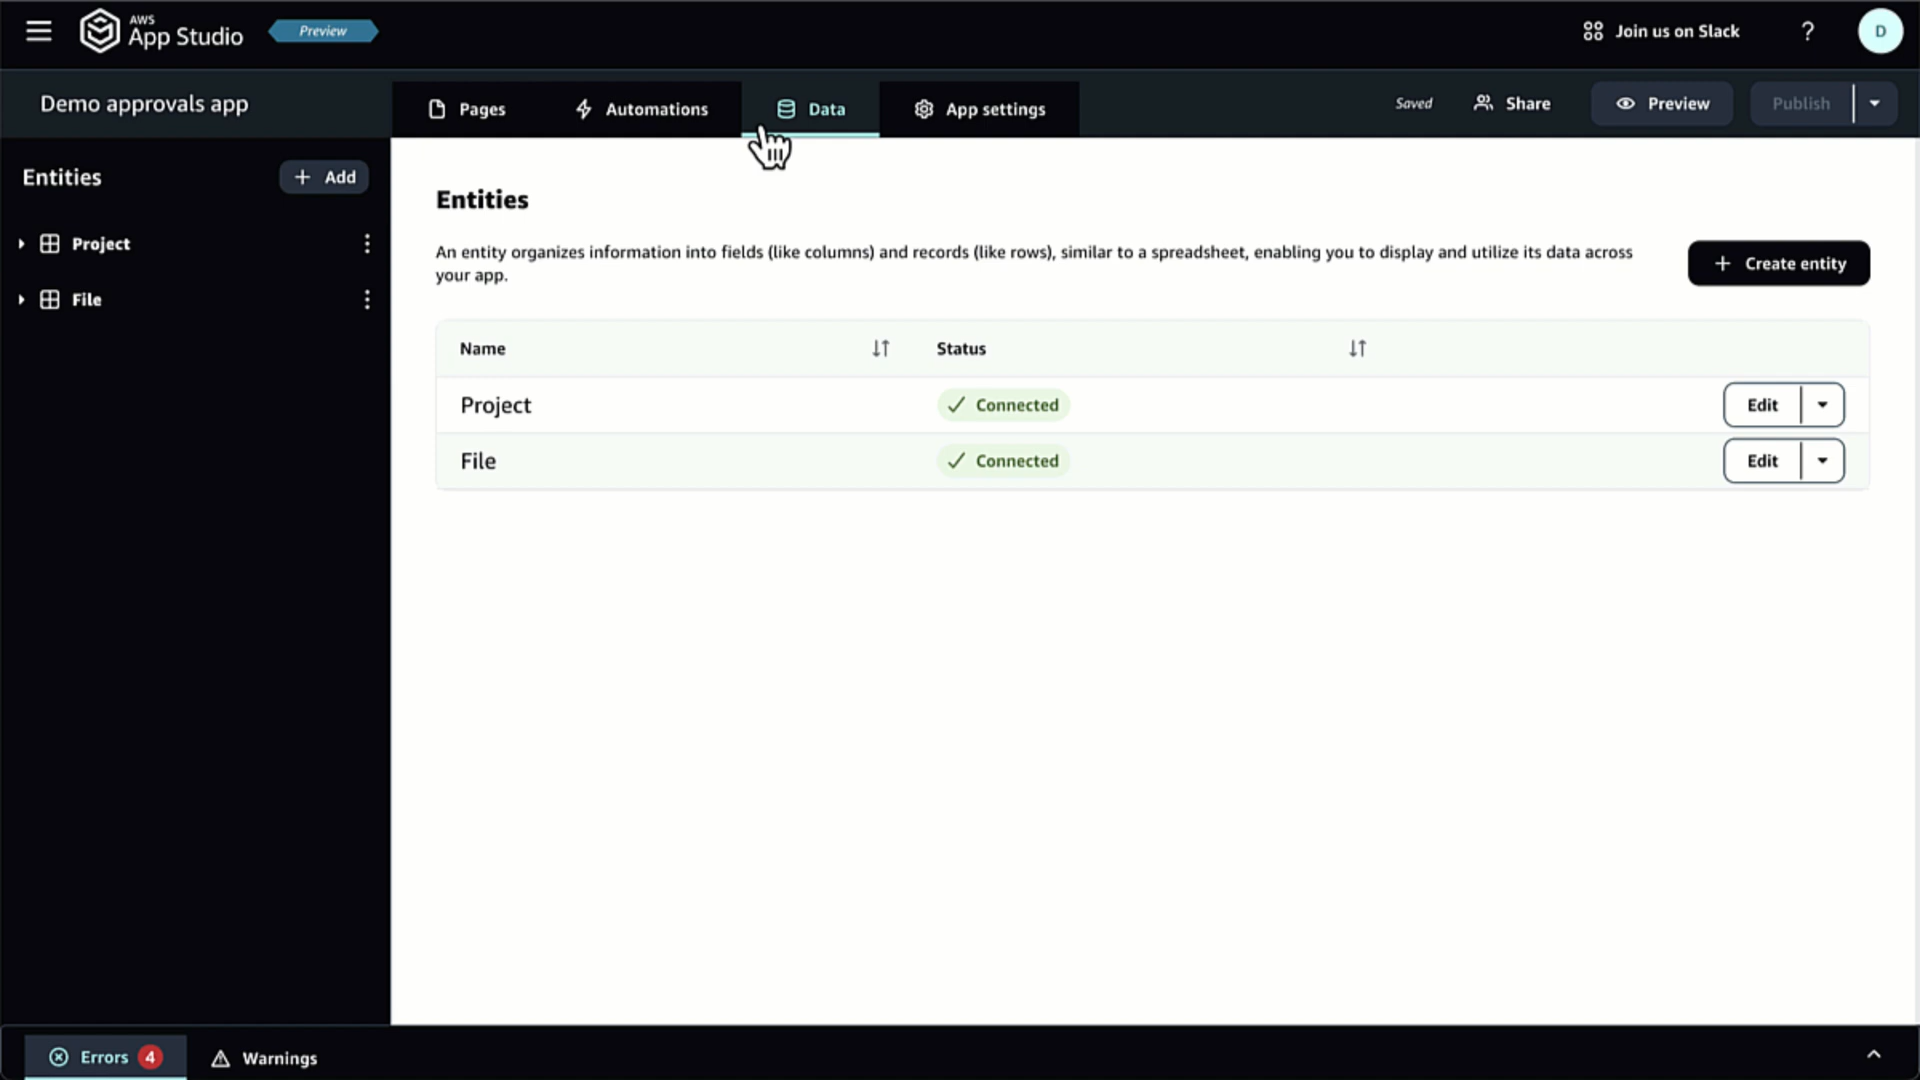 AWS
App Studio
Preview
Join us on Slack
?
D
Demo approvals app
Pages
Automations
Data
App settings
Saved
Share
Preview
Publish
Entities
+ Add
Project
File
Entities
An entity organizes information into fields (like columns) and records (like rows), similar to a spreadsheet, enabling you to display and utilize its data across
your app.
+ Create entity
Name
Status
Project
Connected
Edit
File
Connected
Edit
Errors 4
Warnings